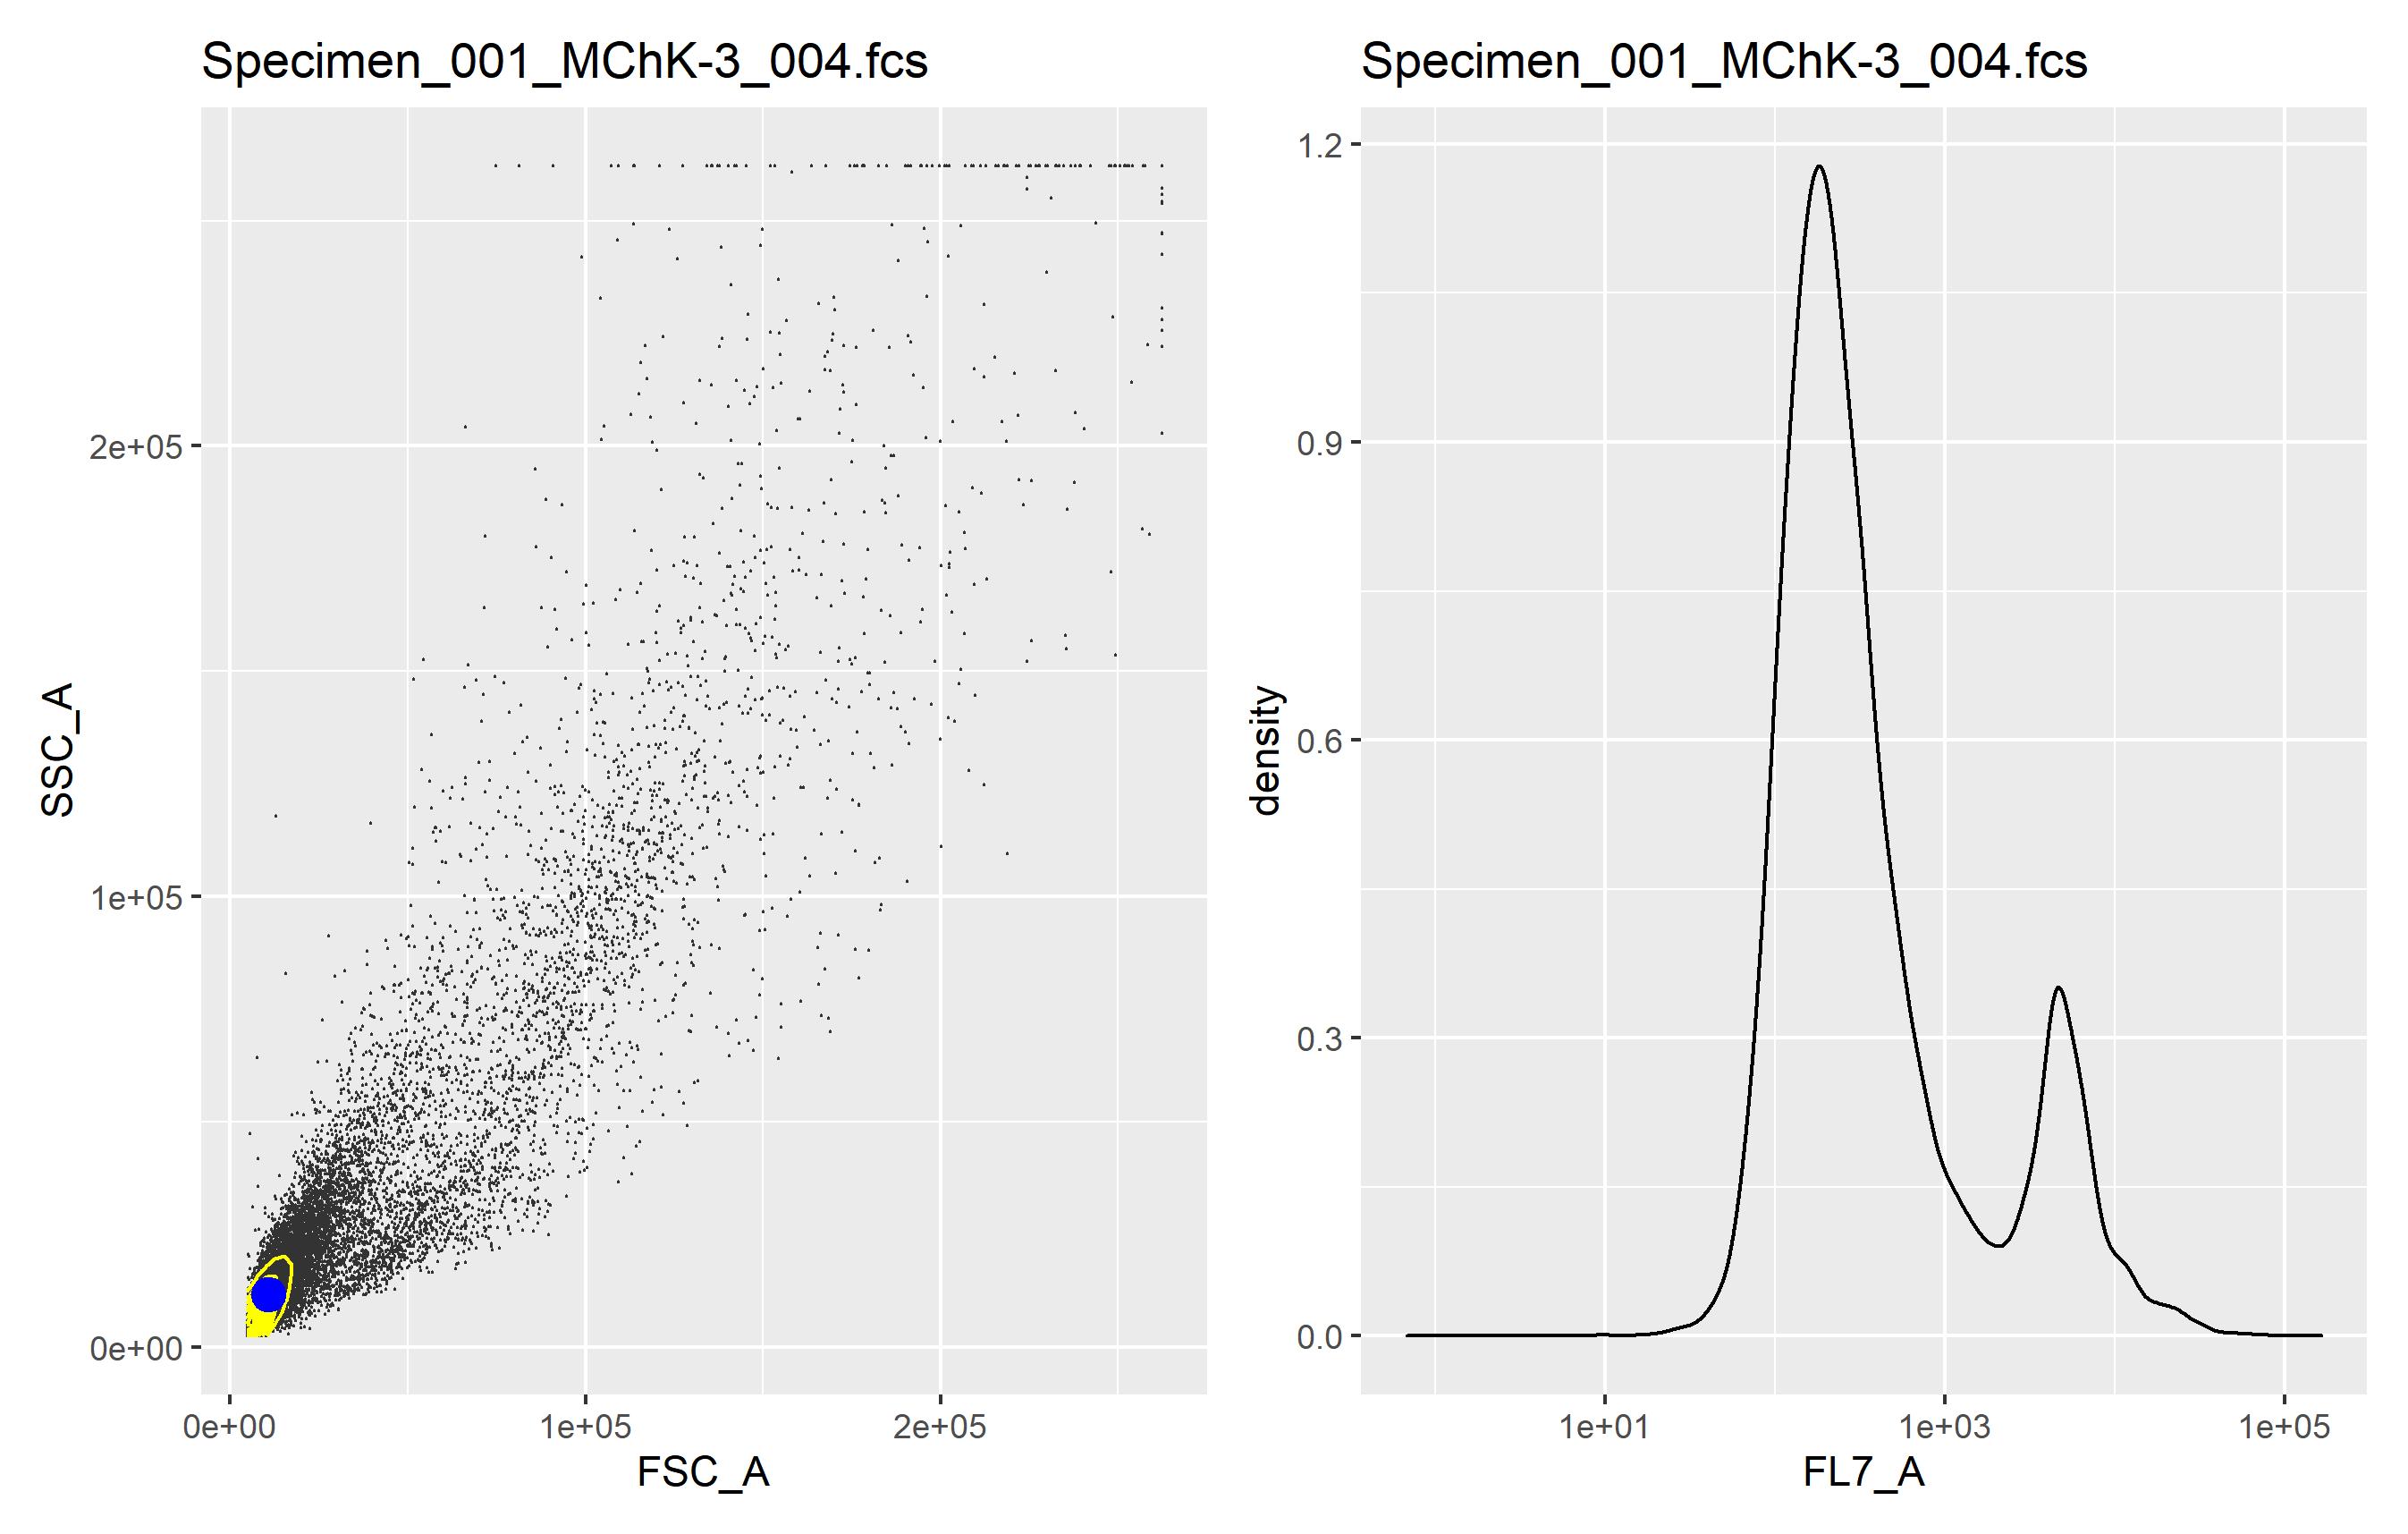 Specimen_001_MChK-3_004.fcs
SSC_A
2e+05
1e+05
0e+00
0e+00 1e+05 2e+05
FSC_A
Specimen_001_MChK-3_004.fcs
density
1.2
0.9
0.6
0.3
0.0
1e+01 1e+03 1e+05
FL7_A